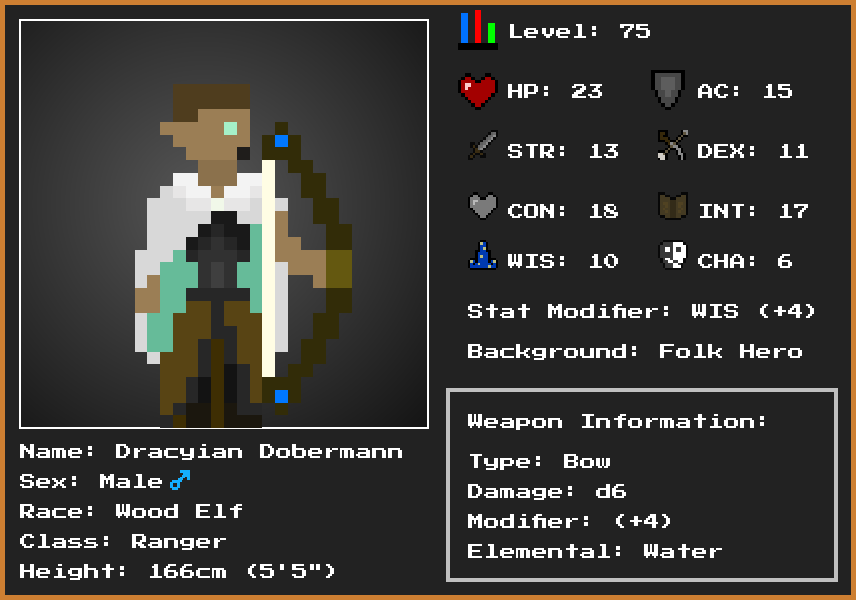 Level: 75
HP: 23 AC: 15
STR: 13 DEX: 11
CON: 18 INT: 17
WIS: 10 CHA: 6
Stat Modifier: WIS (+4)
Background: Folk Hero
Weapon Information:
Type: Bow
Damage: d6
Modifier: (+4)
Elemental: Water
Name: Dracyian Dobermann
Sex: Male ♂
Race: Wood Elf
Class: Ranger
Height: 166cm (5'5")